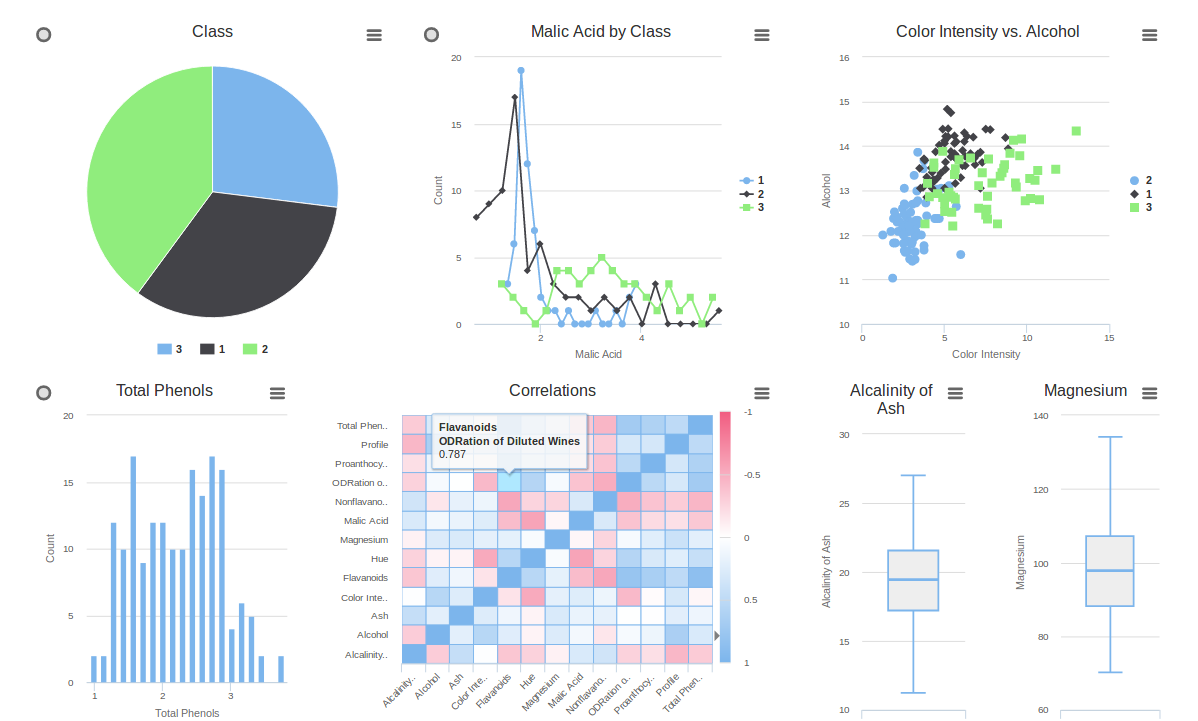 Class
3
1
2
Malic Acid by Class
20
15
10
5
0
Count
2
4
Malic Acid
1
2
3
Color Intensity vs. Alcohol
16
15
14
13
12
11
10
Alcohol
0
5
10
15
Color Intensity
2
1
3
Total Phenols
20
15
10
5
0
Count
1
2
3
Total Phenols
Correlations
Total Phen..
Profile
Proanthocy..
ODRation o..
Nonflavano..
Malic Acid
Magnesium
Hue
Flavanoids
Color Inte..
Ash
Alcohol
Alcalinity..
Flavanoids
ODRation of Diluted Wines
0.787
Alcalinity..
Alcohol
Ash
Color Inte..
Flavanoids
Hue
Magnesium
Malic Acid
Nonflavano..
ODRation o..
Proanthocy..
Profile
Total Phen..
-1
-0.5
0
0.5
1
Alcalinity of
Ash
30
25
20
15
10
Alcalinity of Ash
Magnesium
140
120
100
80
60
Magnesium